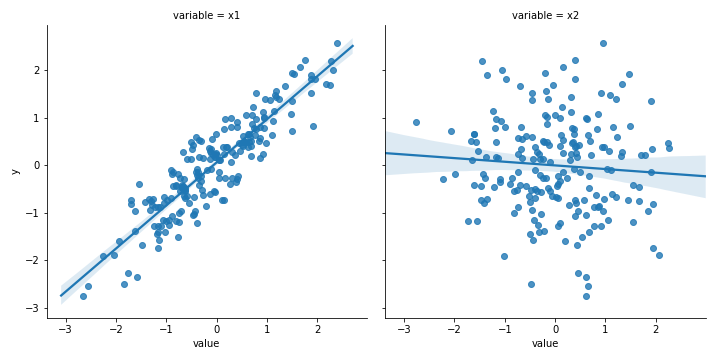 variable = x1
variable = x2
y
2
1
0
−1
−2
−3
−3 −2 −1 0 1 2
−3 −2 −1 0 1 2
value
value